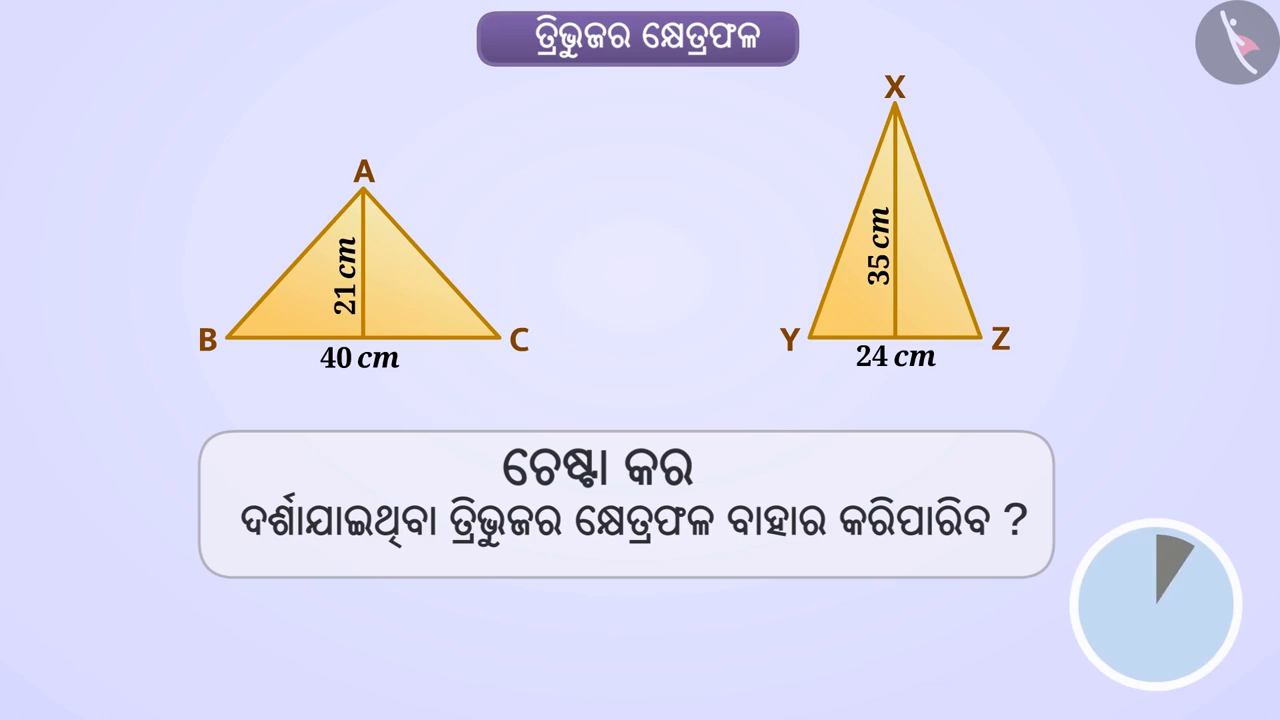 ତ୍ରିଭୁଜର କ୍ଷେତ୍ରଫଳ
X
A
35 cm
21 cm
B
C
Y
Z
40 cm
24 cm
ଚେଷ୍ଟା କର
ଦର୍ଶାଯାଇଥିବା ତ୍ରିଭୁଜର କ୍ଷେତ୍ରଫଳ ବାହାର କରିପାରିବ ?